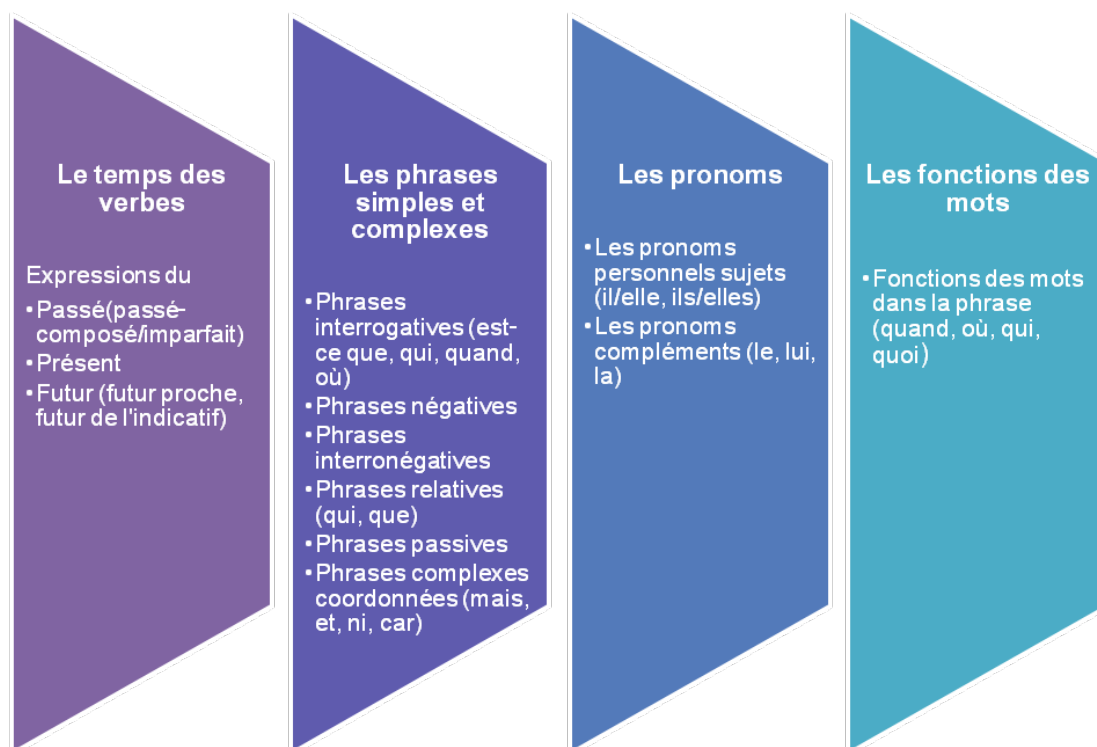 Le temps des
verbes
Expressions du
•Passé(passé-
composé/imparfait)
•Présent
•Futur (futur proche,
futur de l'indicatif)
Les phrases
simples et
complexes
•Phrases
interrogatives (est-
ce que, qui, quand,
où)
•Phrases négatives
•Phrases
interronégatives
•Phrases relatives
(qui, que)
•Phrases passives
•Phrases complexes
coordonnées (mais,
et, ni, car)
Les pronoms
•Les pronoms
personnels sujets
(il/elle, ils/elles)
•Les pronoms
compléments (le, lui,
la)
Les fonctions des
mots
•Fonctions des mots
dans la phrase
(quand, où, qui,
quoi)